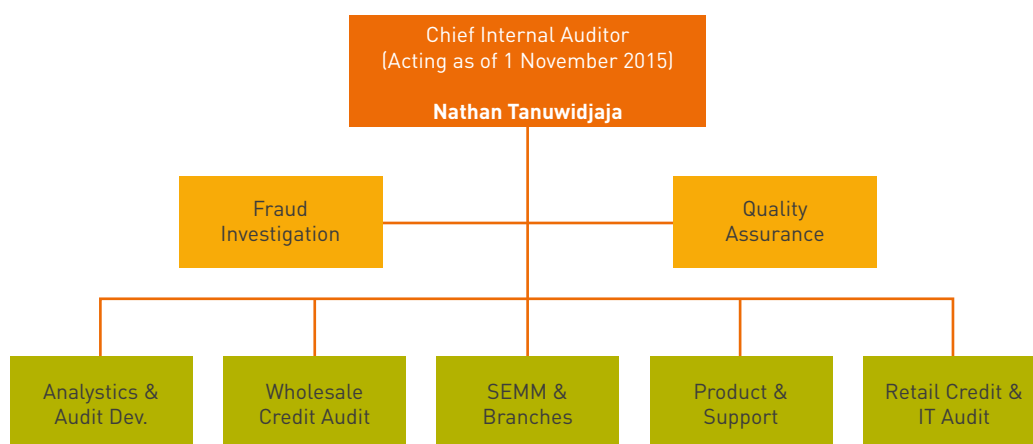 Chief Internal Auditor
(Acting as of 1 November 2015)
Nathan Tanuwidjaja
Fraud
Investigation
Quality
Assurance
Analystics &
Audit Dev.
Wholesale
Credit Audit
SEMM &
Branches
Product &
Support
Retail Credit &
IT Audit